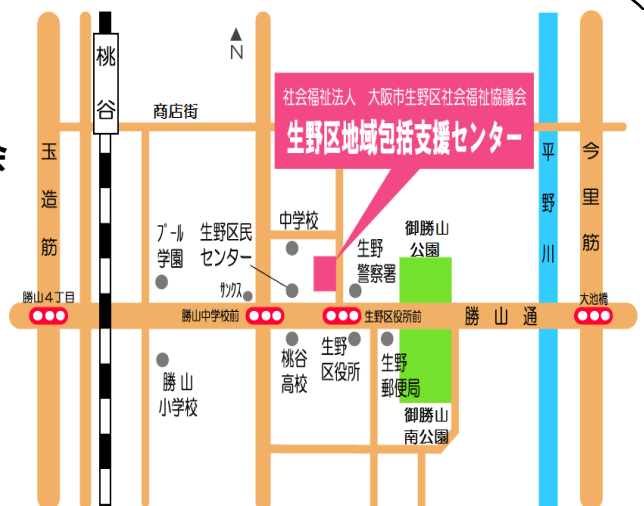 桃谷
N
社会福祉法人　大阪市生野区社会福祉協議会
生野区地域包括支援センター
商店街
玉造筋
平野川
今里筋
中学校
プール
学園
生野区民
センター
生野
警察署
御勝山
公園
サンクス
勝山4丁目
勝山中学校前
生野区役所前
勝山通
大池橋
勝山
小学校
桃谷
高校
生野
区役所
生野
郵便局
御勝山
南公園